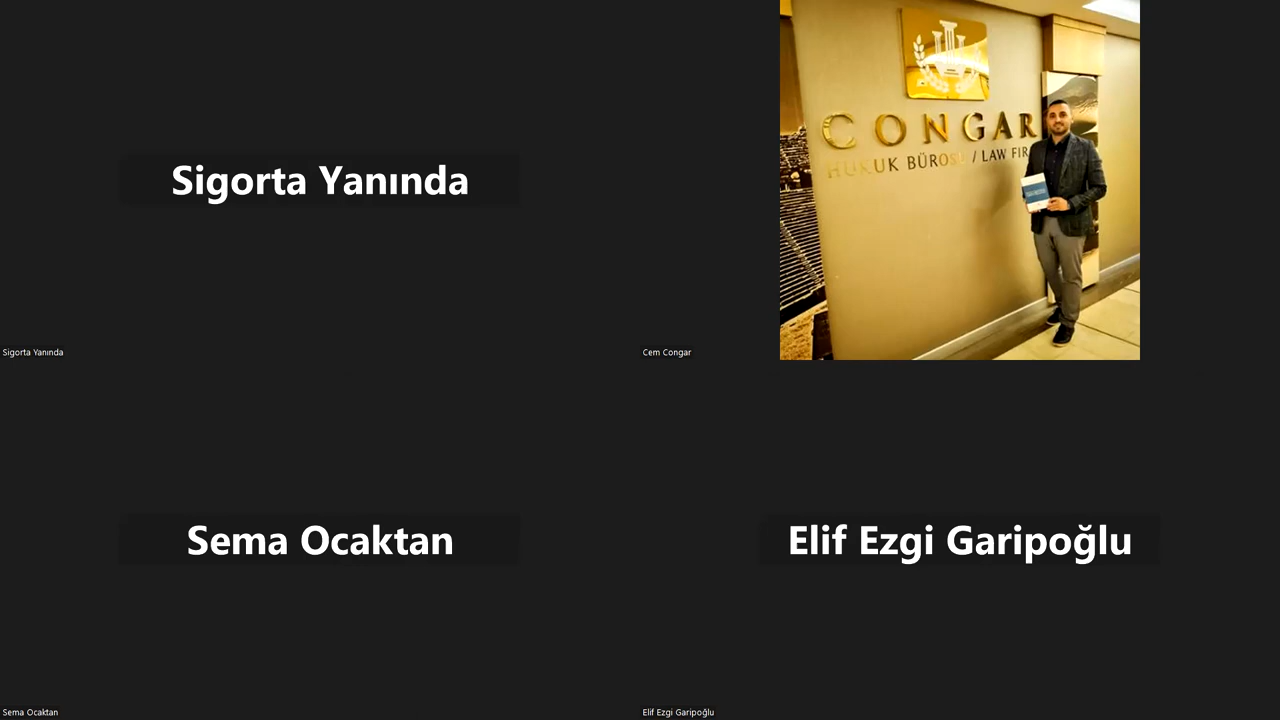 Sigorta Yanında
CONGAR
HUKUK BÜROSU / LAW
Sigorta Yanında
Cem Congar
Sema Ocaktan
Elif Ezgi Garipoğlu
Sema Ocaktan
Elif Ezgi Garipoğlu